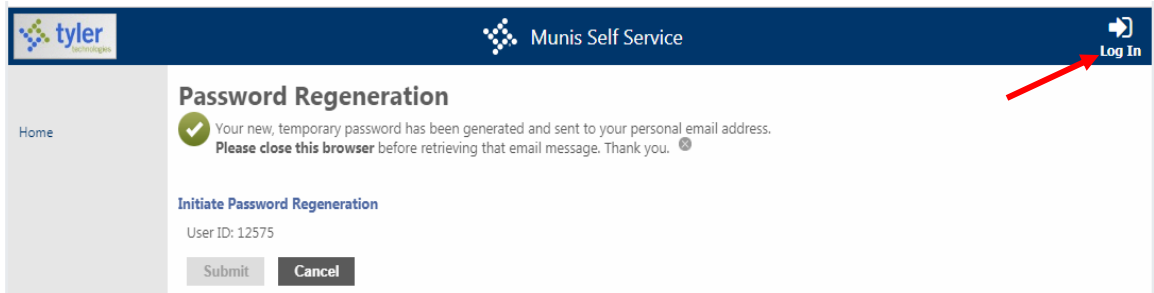 tyler
technologies
Munis Self Service
Log In
Home
Password Regeneration
Your new, temporary password has been generated and sent to your personal email address.
Please close this browser before retrieving that email message. Thank you.
Initiate Password Regeneration
User ID: 12575
Submit
Cancel